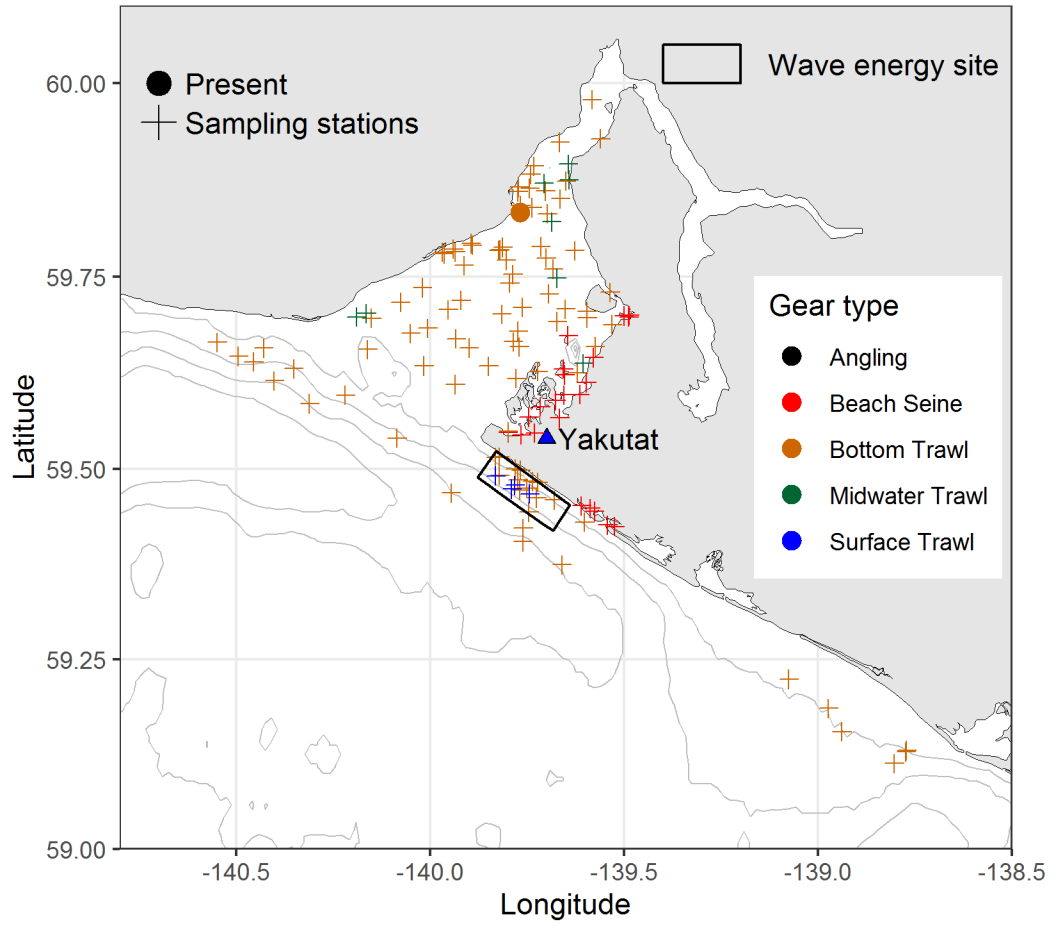 Present
Sampling stations
Wave energy site
60.00
59.75
59.50
59.25
59.00
Latitude
Yakutat
Gear type
Angling
Beach Seine
Bottom Trawl
Midwater Trawl
Surface Trawl
-140.5
-140.0
-139.5
-139.0
-138.5
Longitude